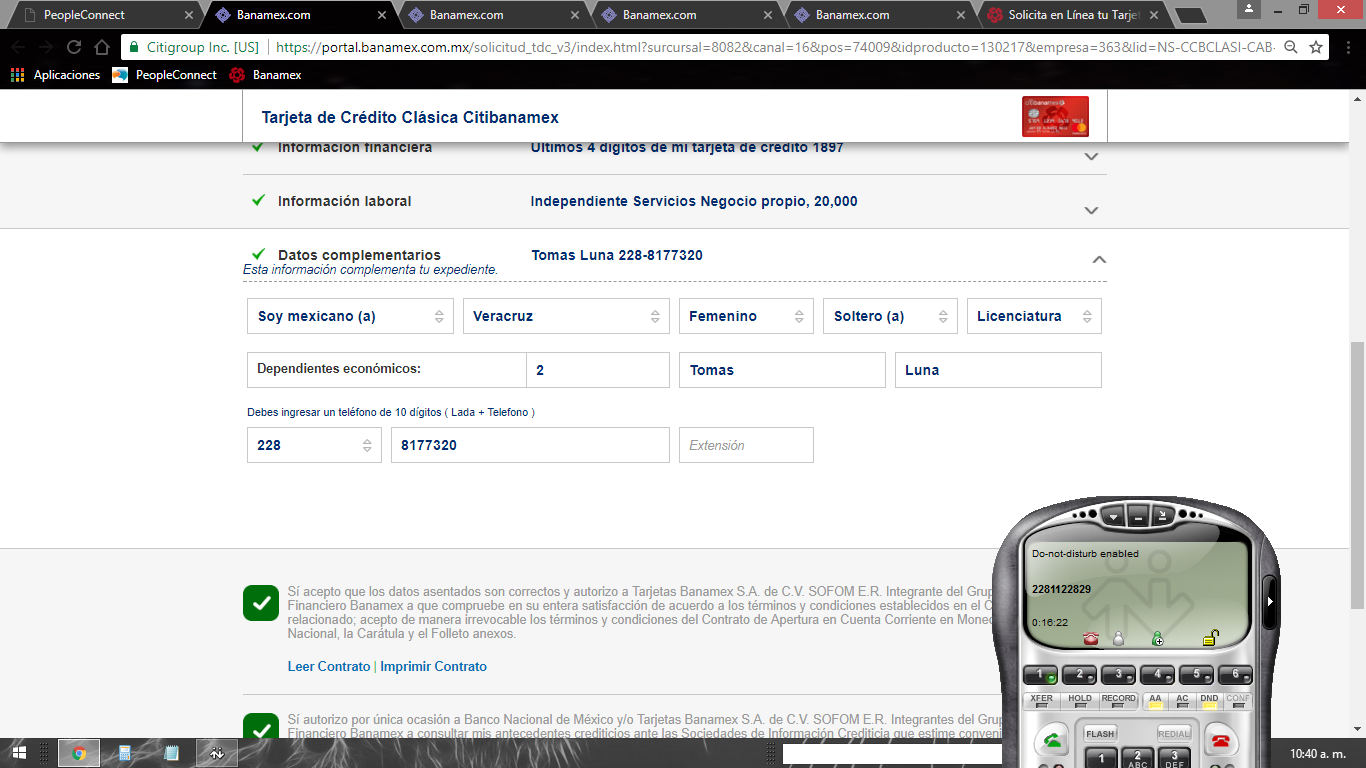 PeopleConnect
Banamex.com
Banamex.com
Banamex.com
Banamex.com
Solicita en Línea tu Tarjet
Citigroup Inc. [US] https://portal.banamex.com.mx/solicitud_tdc_v3/index.html?surcursal=8082&canal=16&pos=74009&idproducto=130217&empresa=363&lid=NS-CCBCLASI-CAB-
Aplicaciones PeopleConnect Banamex
Tarjeta de Crédito Clásica Citibanamex
Información financiera Últimos 4 dígitos de mi tarjeta de crédito 1897
Información laboral Independiente Servicios Negocio propio, 20,000
Datos complementarios Tomas Luna 228-8177320
Esta información complementa tu expediente.
Soy mexicano (a) Veracruz Femenino Soltero (a) Licenciatura
Dependientes económicos: 2 Tomas Luna
Debes ingresar un teléfono de 10 dígitos ( Lada + Telefono )
228 8177320 Extensión
Sí acepto que los datos asentados son correctos y autorizo a Tarjetas Banamex S.A. de C.V. SOFOM E.R. Integrante del Grup
Financiero Banamex a que compruebe en su entera satisfacción de acuerdo a los términos y condiciones establecidos en el C
relacionado; acepto de manera irrevocable los términos y condiciones del Contrato de Apertura en Cuenta Corriente en Moned
Nacional, la Carátula y el Folleto anexos.
Leer Contrato | Imprimir Contrato
Sí autorizo por única ocasión a Banco Nacional de México y/o Tarjetas Banamex S.A. de C.V. SOFOM E.R. Integrantes del Grup
Financiero Banamex a consultar mis antecedentes crediticios ante las Sociedades de Información Crediticia que estime conveni
Do-not-disturb enabled
2281122829
0:16:22
1 2 3 4 5 6
XFER HOLD RECORD AA AC DND CONF
FLASH REDIAL
1 2 3
ABC DEF
10:40 a. m.